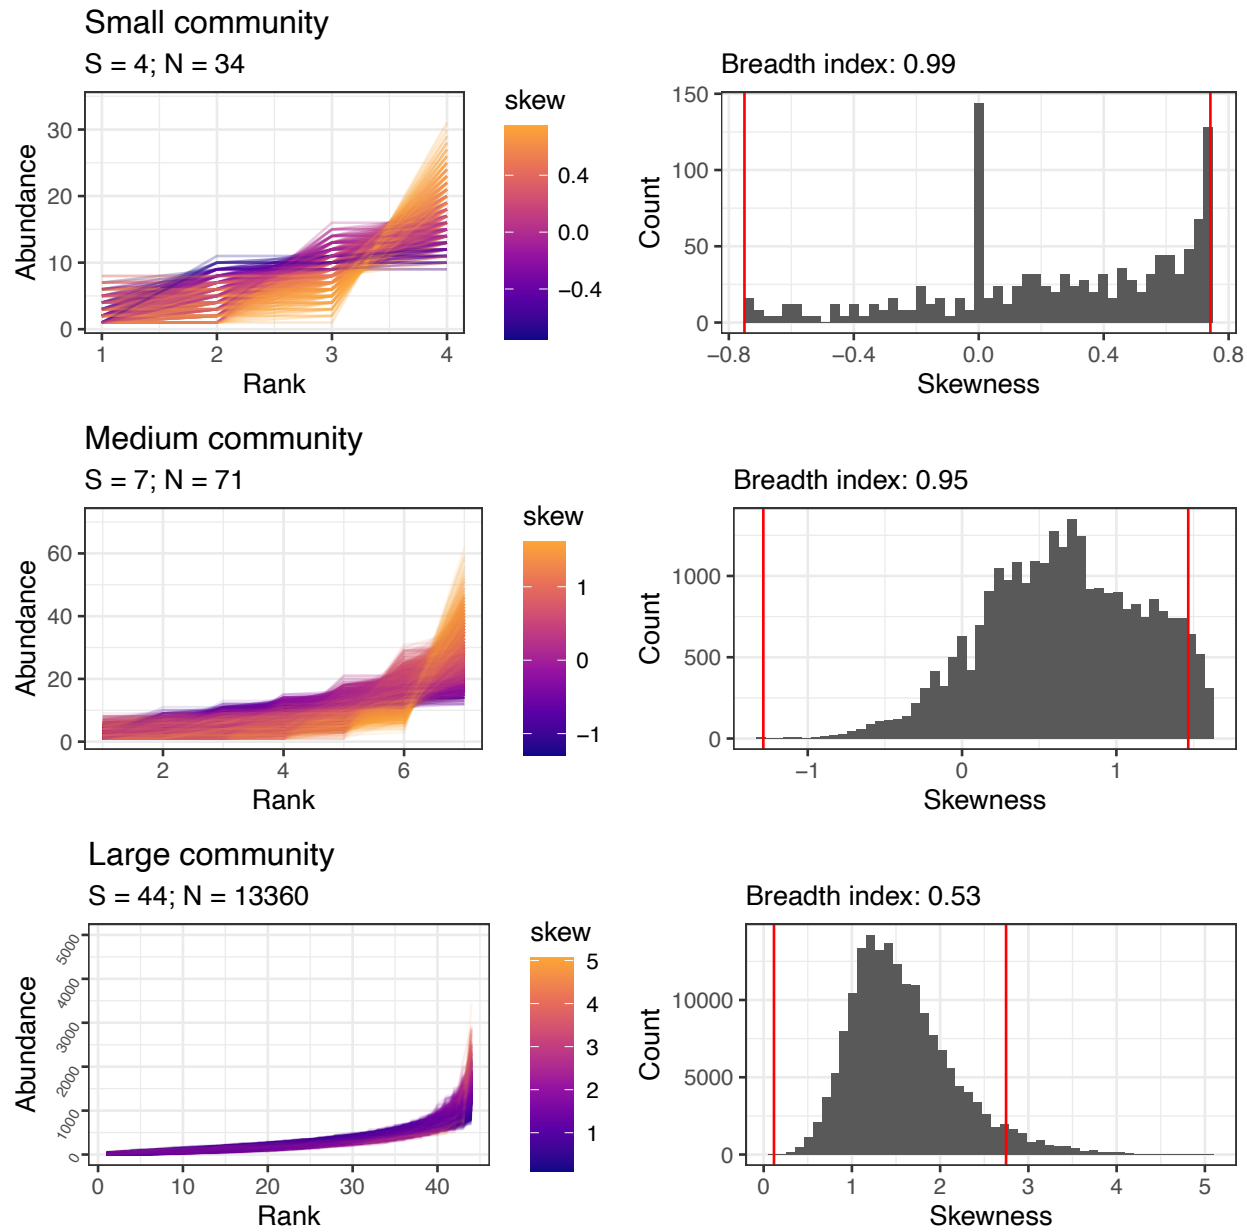 Small community
S = 4; N = 34
Breadth index: 0.99
Abundance
30
20
10
0
1
2
3
4
Rank
skew
0.4
0.0
−0.4
Count
150
100
50
0
−0.8
−0.4
0.0
0.4
0.8
Skewness
Medium community
S = 7; N = 71
Breadth index: 0.95
Abundance
60
40
20
0
2
4
6
Rank
skew
1
0
−1
Count
1000
500
0
−1
0
1
Skewness
Large community
S = 44; N = 13360
Breadth index: 0.53
Abundance
5000
4000
3000
2000
1000
0
0
10
20
30
40
Rank
skew
5
4
3
2
1
Count
10000
5000
0
0
1
2
3
4
5
Skewness